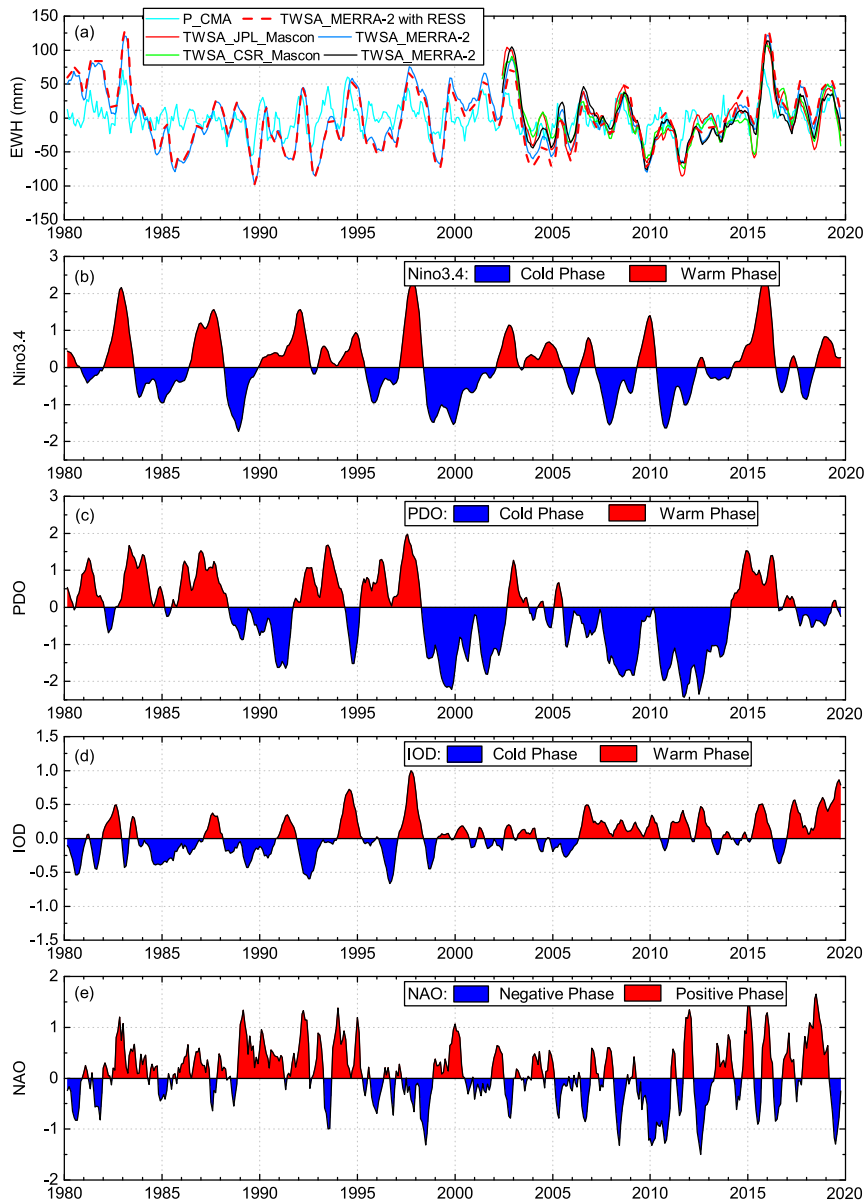 (a)
P_CMA TWSA_MERRA-2 with RESS
TWSA_JPL_Mascon TWSA_MERRA-2
TWSA_CSR_Mascon TWSA_MERRA-2
EWH (mm)
150
100
50
0
-50
-100
-150
1980 1985 1990 1995 2000 2005 2010 2015 2020
(b)
Nino3.4: Cold Phase Warm Phase
Nino3.4
3
2
1
0
-1
-2
1980 1985 1990 1995 2000 2005 2010 2015 2020
(c)
PDO: Cold Phase Warm Phase
PDO
3
2
1
0
-1
-2
1980 1985 1990 1995 2000 2005 2010 2015 2020
(d)
IOD: Cold Phase Warm Phase
IOD
1.5
1.0
0.5
0.0
-0.5
-1.0
-1.5
1980 1985 1990 1995 2000 2005 2010 2015 2020
(e)
NAO: Negative Phase Positive Phase
NAO
2
1
0
-1
-2
1980 1985 1990 1995 2000 2005 2010 2015 2020